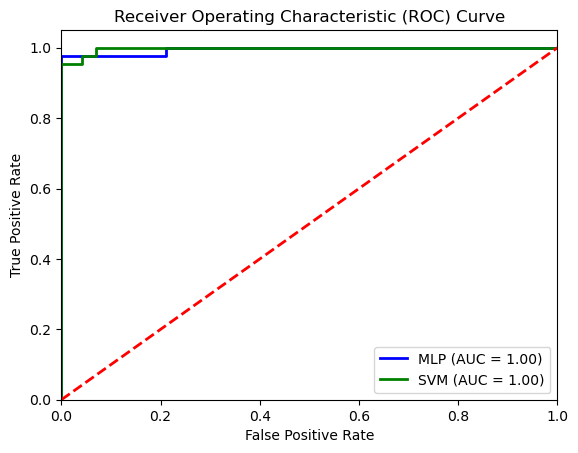 Receiver Operating Characteristic (ROC) Curve
1.0
0.8
0.6
0.4
0.2
0.0
True Positive Rate
MLP (AUC = 1.00)
SVM (AUC = 1.00)
0.0 0.2 0.4 0.6 0.8 1.0
False Positive Rate